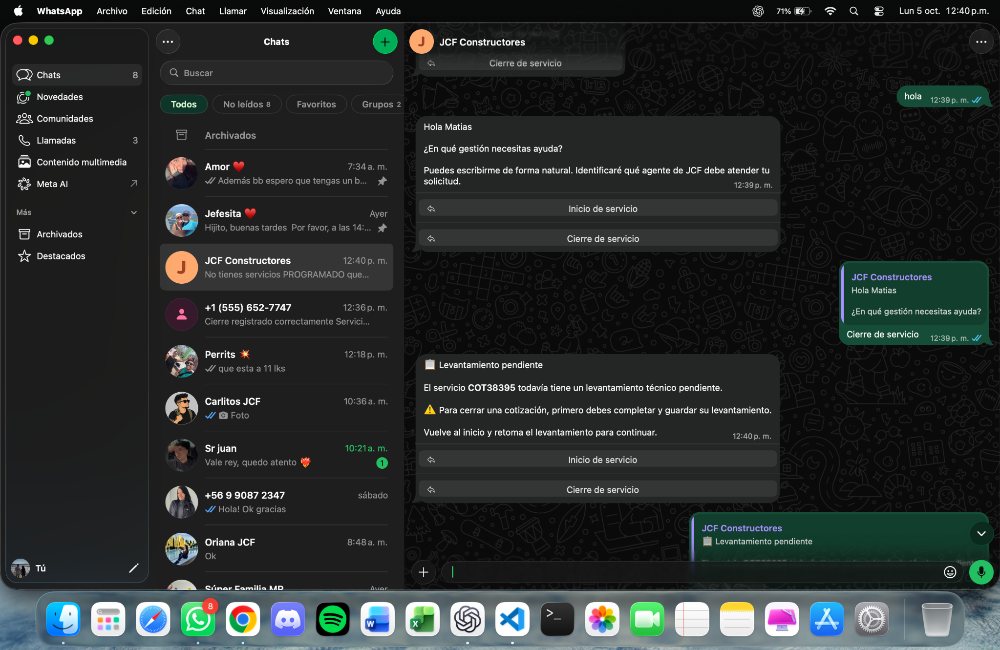 WhatsApp Archivo Edición Chat Llamar Visualización Ventana Ayuda 71% Lun 5 oct. 12:40 p.m.
Chats 8
Novedades
Comunidades
Llamadas 3
Contenido multimedia
Meta AI
Más
Archivados
Destacados
Tú
Chats
Buscar
Todos No leídos 8 Favoritos Grupos 2
Archivados
Amor ❤️ 7:34 a. m.
Además bb espero que tengas un b...
Jefesita ❤️ Ayer
Hijito, buenas tardes Por favor, a las 14:...
J JCF Constructores 12:40 p. m.
No tienes servicios PROGRAMADO que...
+1 (555) 652-7747 12:36 p. m.
Cierre registrado correctamente Servici...
Perrits 💥 12:18 p. m.
que esta a 11 lks
Carlitos JCF 10:36 a. m.
Foto
Sr juan 10:21 a. m.
Vale rey, quedo atento ❤️‍🔥 1
+56 9 9087 2347 sábado
Hola! Ok gracias
Oriana JCF 8:48 a. m.
Ok
Súper Familia MP Ayer
J JCF Constructores
Cierre de servicio
hola 12:39 p. m.
Hola Matias
¿En qué gestión necesitas ayuda?
Puedes escribirme de forma natural. Identificaré qué agente de JCF debe atender tu
solicitud.
12:39 p. m.
Inicio de servicio
Cierre de servicio
JCF Constructores
Hola Matias
¿En qué gestión necesitas ayuda?
Cierre de servicio 12:39 p. m.
📋 Levantamiento pendiente
El servicio COT38395 todavía tiene un levantamiento técnico pendiente.
⚠️ Para cerrar una cotización, primero debes completar y guardar su levantamiento.
Vuelve al inicio y retoma el levantamiento para continuar.
12:40 p. m.
Inicio de servicio
Cierre de servicio
JCF Constructores
📋 Levantamiento pendiente
8
W X >_